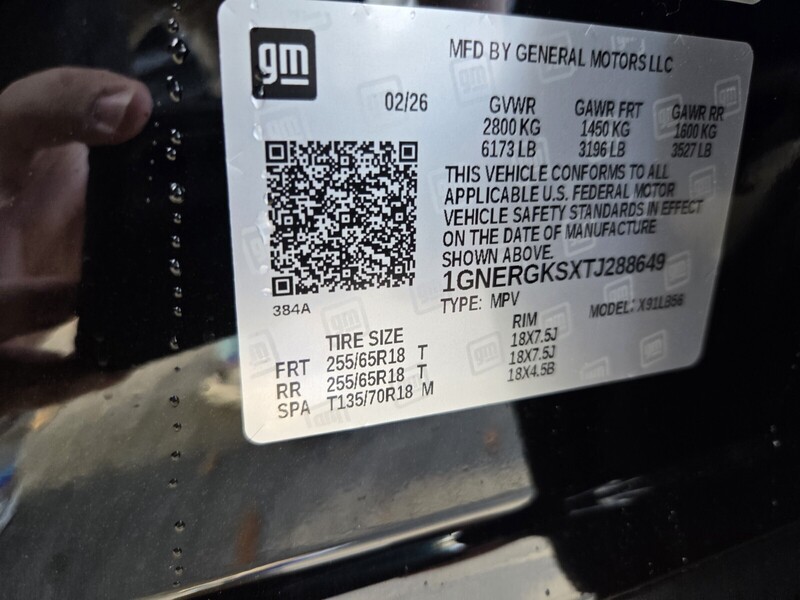 gm
MFD BY GENERAL MOTORS LLC
02/26
GVWR GAWR FRT GAWR RR
2800 KG 1450 KG 1600 KG
6173 LB 3196 LB 3527 LB
THIS VEHICLE CONFORMS TO ALL
APPLICABLE U.S. FEDERAL MOTOR
VEHICLE SAFETY STANDARDS IN EFFECT
ON THE DATE OF MANUFACTURE
SHOWN ABOVE.
1GNERGKSXTJ288649
TYPE: MPV MODEL: X91LB56
384A
TIRE SIZE RIM
FRT 255/65R18 T 18X7.5J
RR 255/65R18 T 18X7.5J
SPA T135/70R18 M 18X4.5B